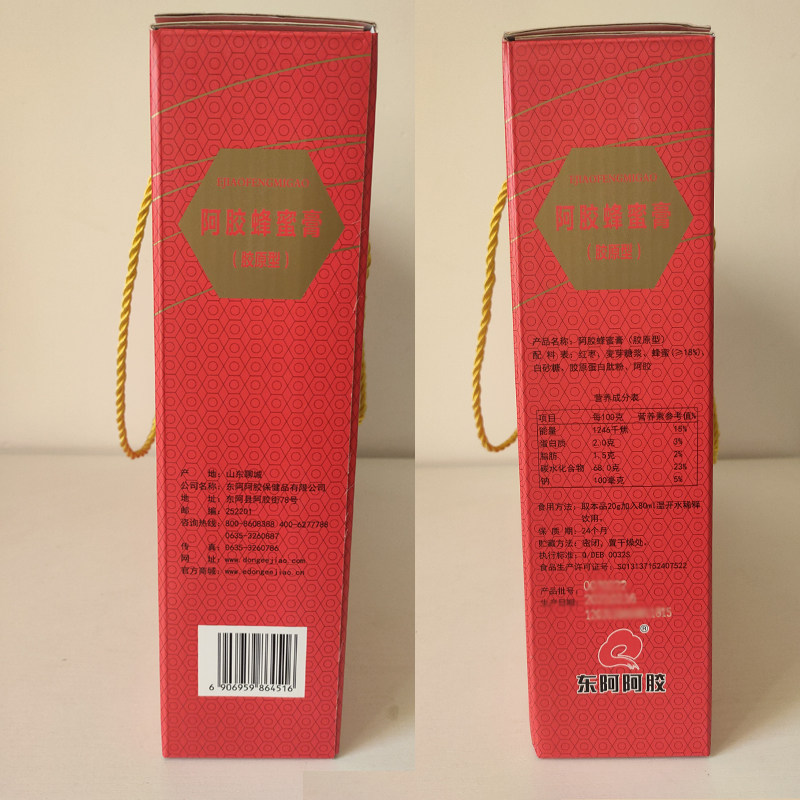 阿胶蜂蜜膏
（胶原型）
产 地：山东聊城
公司名称：东阿阿胶保健品有限公司
地 址：东阿县阿胶街78号
邮 编：252201
咨询热线：800-8608388 400-6277788
0635-3260887
传 真：0635-3260786
网 址：www.dongeejiao.com
官方商城：www.edongeejiao.cn
6 906959 864516
阿胶蜂蜜膏
（胶原型）
产品名称：阿胶蜂蜜膏（胶原型）
配 料 表：红枣、麦芽糖浆、蜂蜜（≥18%）、
白砂糖、胶原蛋白肽粉、阿胶
营养成分表
项目 每100克 营养素参考值%
能量 1246千焦 15%
蛋白质 2.0克 3%
脂肪 1.5克 2%
碳水化合物 68.0克 23%
钠 100毫克 5%
食用方法：取本品20g加入80ml温开水稀释
饮用。
保 质 期：24个月
贮藏方法：密闭，置干燥处。
执行标准：Q/DEB 0032S
食品生产许可证号：SC13137152407522
产品批号：
生产日期：
®
东阿阿胶